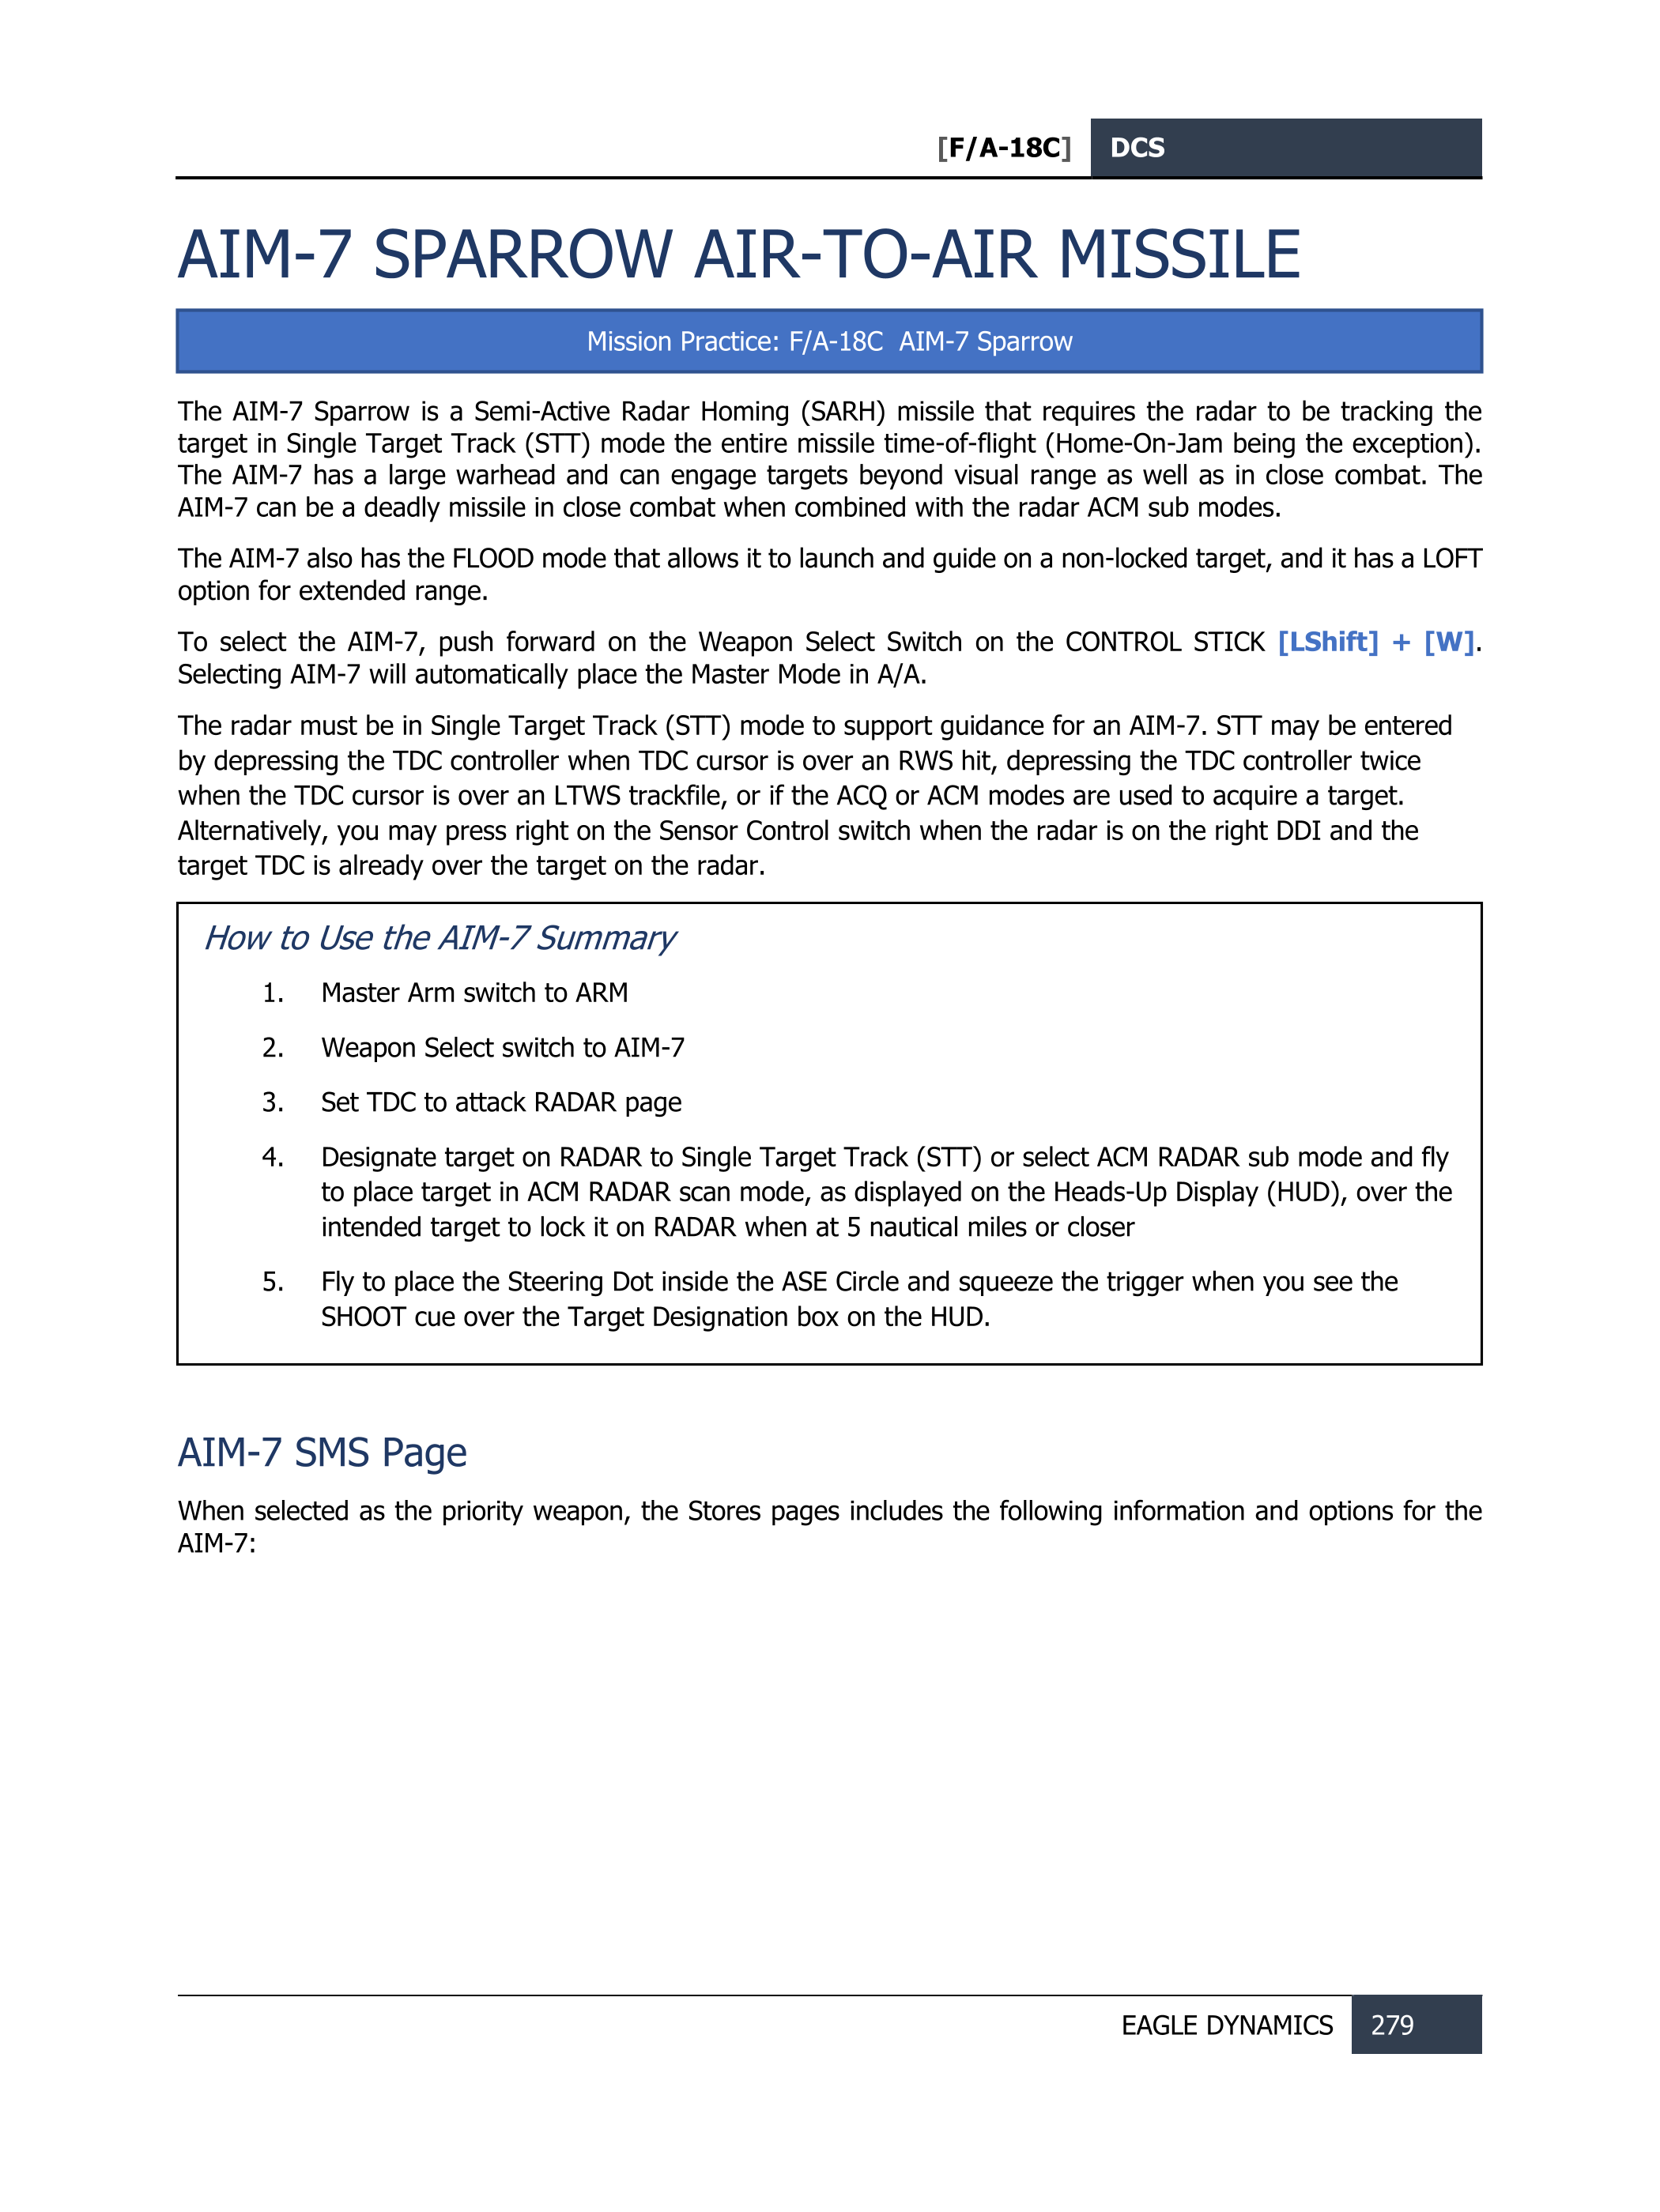 [F/A-18C] DCS
AIM-7 SPARROW AIR-TO-AIR MISSILE
Mission Practice: F/A-18C AIM-7 Sparrow
The AIM-7 Sparrow is a Semi-Active Radar Homing (SARH) missile that requires the radar to be tracking the
target in Single Target Track (STT) mode the entire missile time-of-flight (Home-On-Jam being the exception).
The AIM-7 has a large warhead and can engage targets beyond visual range as well as in close combat. The
AIM-7 can be a deadly missile in close combat when combined with the radar ACM sub modes.
The AIM-7 also has the FLOOD mode that allows it to launch and guide on a non-locked target, and it has a LOFT
option for extended range.
To select the AIM-7, push forward on the Weapon Select Switch on the CONTROL STICK [LShift] + [W].
Selecting AIM-7 will automatically place the Master Mode in A/A.
The radar must be in Single Target Track (STT) mode to support guidance for an AIM-7. STT may be entered
by depressing the TDC controller when TDC cursor is over an RWS hit, depressing the TDC controller twice
when the TDC cursor is over an LTWS trackfile, or if the ACQ or ACM modes are used to acquire a target.
Alternatively, you may press right on the Sensor Control switch when the radar is on the right DDI and the
target TDC is already over the target on the radar.
How to Use the AIM-7 Summary
1. Master Arm switch to ARM
2. Weapon Select switch to AIM-7
3. Set TDC to attack RADAR page
4. Designate target on RADAR to Single Target Track (STT) or select ACM RADAR sub mode and fly
to place target in ACM RADAR scan mode, as displayed on the Heads-Up Display (HUD), over the
intended target to lock it on RADAR when at 5 nautical miles or closer
5. Fly to place the Steering Dot inside the ASE Circle and squeeze the trigger when you see the
SHOOT cue over the Target Designation box on the HUD.
AIM-7 SMS Page
When selected as the priority weapon, the Stores pages includes the following information and options for the
AIM-7:
EAGLE DYNAMICS 279